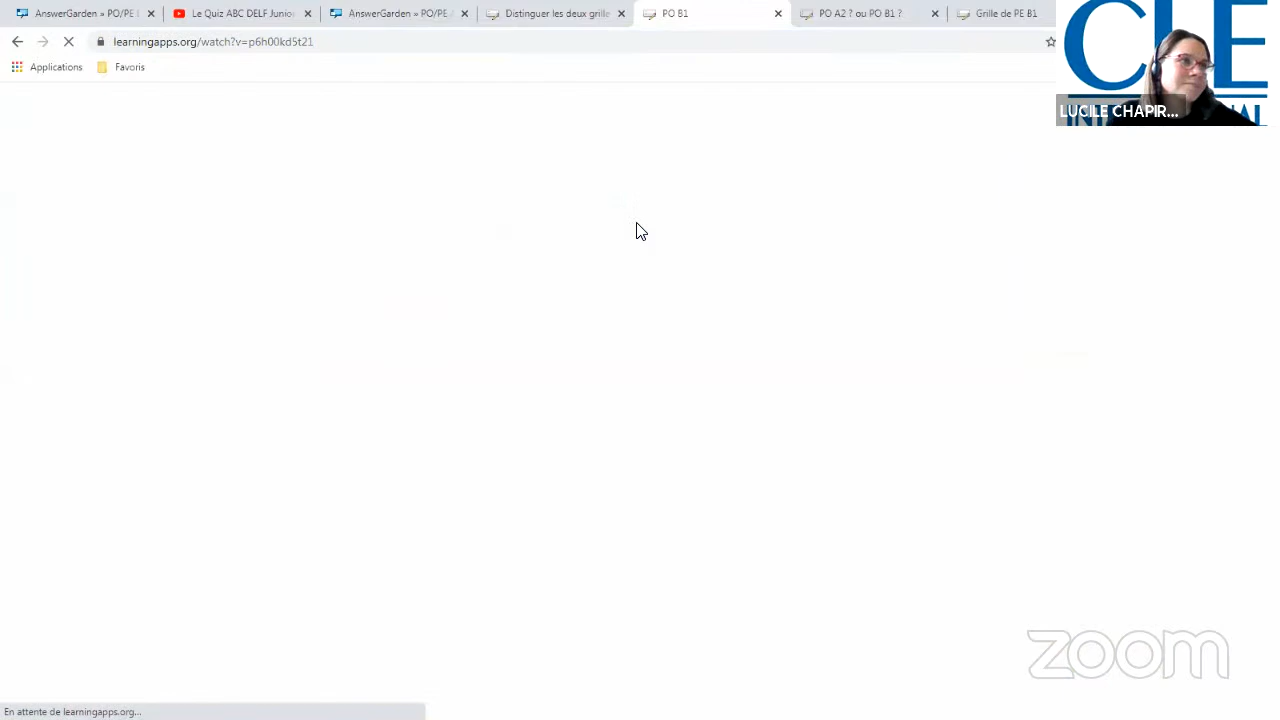 AnswerGarden » PO/PE
Le Quiz ABC DELF Junio
AnswerGarden » PO/PE
Distinguer les deux grille
PO B1
PO A2 ? ou PO B1 ?
Grille de PE B1
learningapps.org/watch?v=p6h00kd5t21
Applications
Favoris
CLE
LUCILE CHAPIR...
zoom
En attente de learningapps.org...